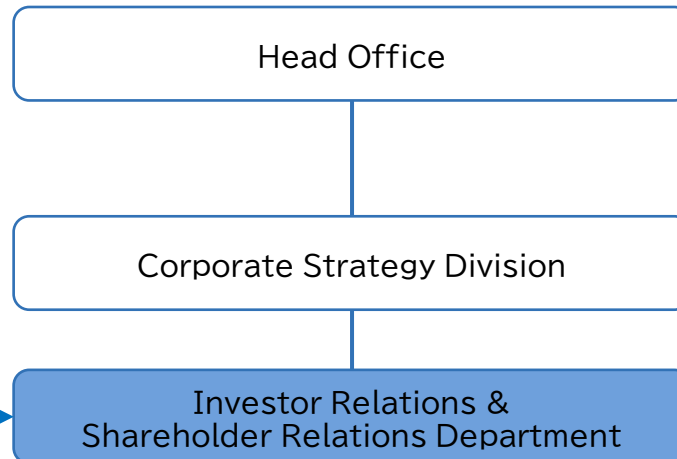 Head Office
Corporate Strategy Division
Investor Relations &
Shareholder Relations Department